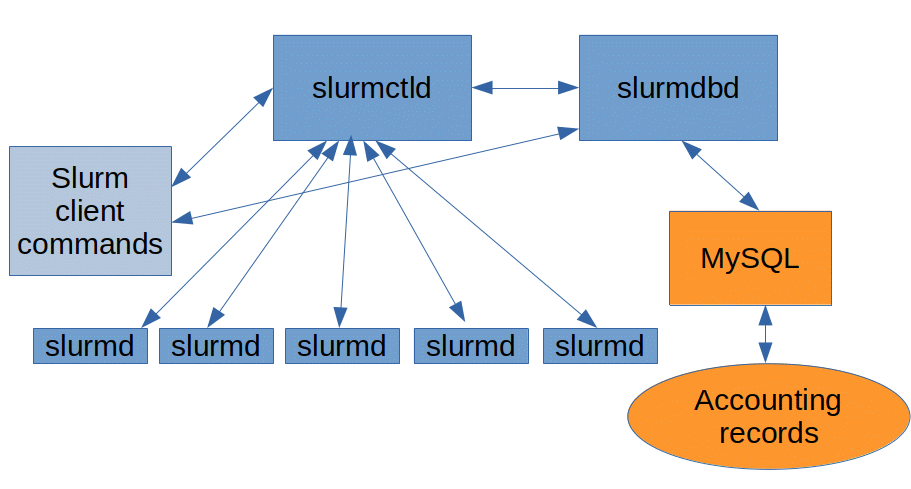 slurmctld
slurmdbd
Slurm
client
commands
MySQL
slurmd
slurmd
slurmd
slurmd
slurmd
Accounting
records